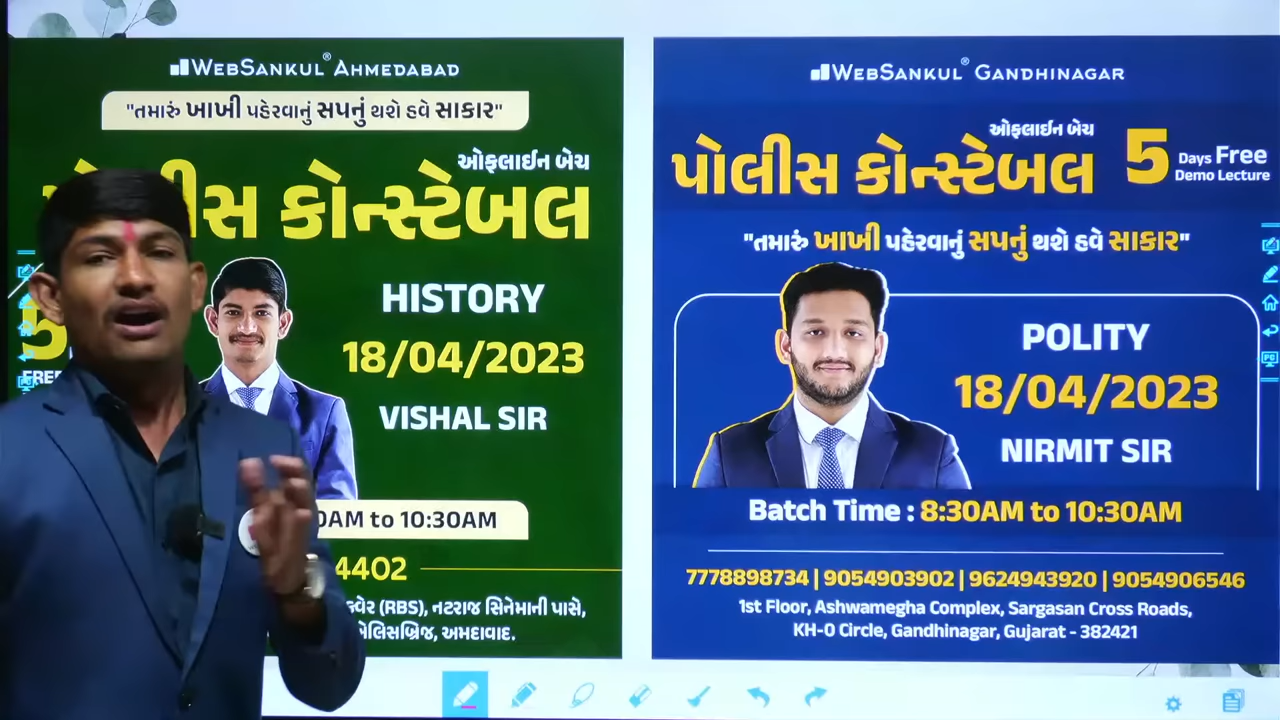 WEBSANKUL® AHMEDABAD
"તમારું ખાખી પહેરવાનું સપનું થશે હવે સાકાર"
ઓફલાઈન બેચ
કોન્સ્ટેબલ
HISTORY
18/04/2023
VISHAL SIR
to 10:30AM
4402
(RBS), નટરાજ સિનેમાની પાસે,
અમદાવાદ.
WEBSANKUL® GANDHINAGAR
ઓફલાઈન બેચ
પોલીસ કોન્સ્ટેબલ
5 Days Free
Demo Lecture
"તમારું ખાખી પહેરવાનું સપનું થશે હવે સાકાર"
POLITY
18/04/2023
NIRMIT SIR
Batch Time : 8:30AM to 10:30AM
7778898734 | 9054903902 | 9624943920 | 9054906546
1st Floor, Ashwamegha Complex, Sargasan Cross Roads,
KH-0 Circle, Gandhinagar, Gujarat - 382421